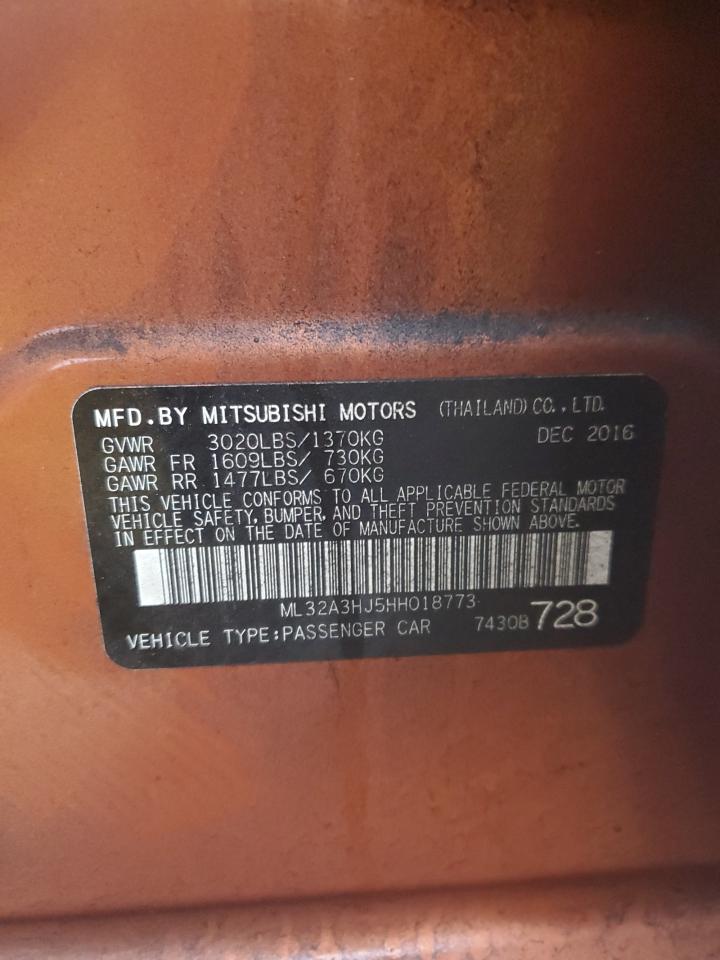 MFD.BY MITSUBISHI MOTORS (THAILAND) CO., LTD.
GVWR 3020LBS/1370KG DEC 2016
GAWR FR 1609LBS/ 730KG
GAWR RR 1477LBS/ 670KG
THIS VEHICLE CONFORMS TO ALL APPLICABLE FEDERAL MOTOR
VEHICLE SAFETY, BUMPER, AND THEFT PREVENTION STANDARDS
IN EFFECT ON THE DATE OF MANUFACTURE SHOWN ABOVE.
ML32A3HJ5HH018773
VEHICLE TYPE:PASSENGER CAR 7430B 728